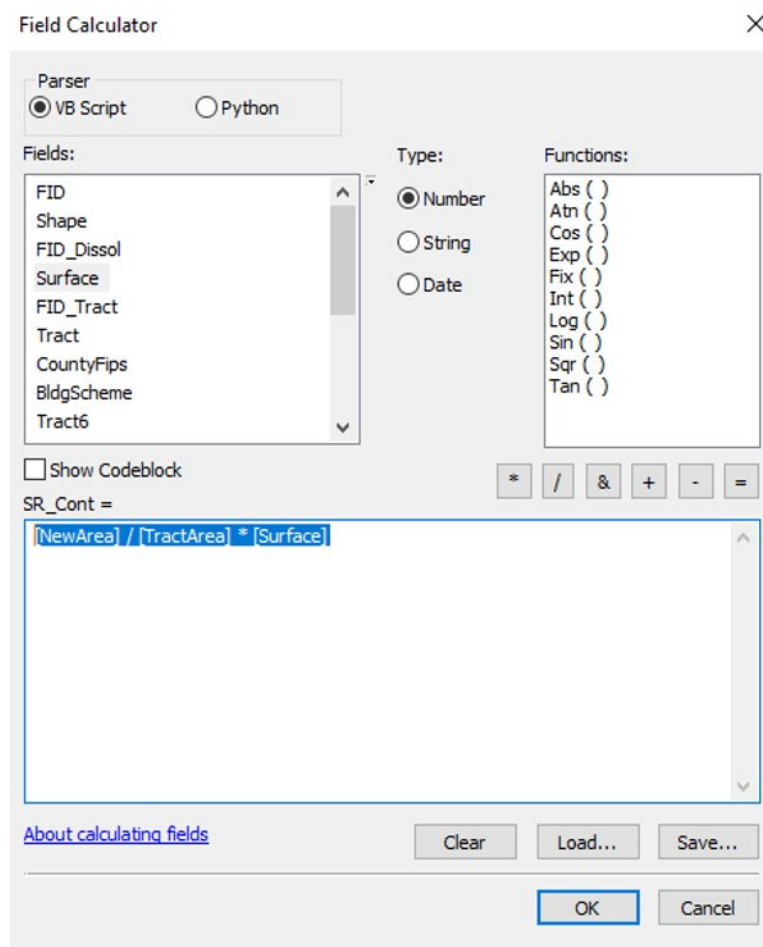 Field Calculator
Parser
VB Script Python
Fields:
FID
Shape
FID_Dissol
Surface
FID_Tract
Tract
CountyFips
BldgScheme
Tract6
Type:
Number
String
Date
Functions:
Abs ( )
Atn ( )
Cos ( )
Exp ( )
Fix ( )
Int ( )
Log ( )
Sin ( )
Sqr ( )
Tan ( )
Show Codeblock
* / & + - =
SR_Cont =
[NewArea] / [TractArea] * [Surface]
About calculating fields
Clear Load... Save...
OK Cancel